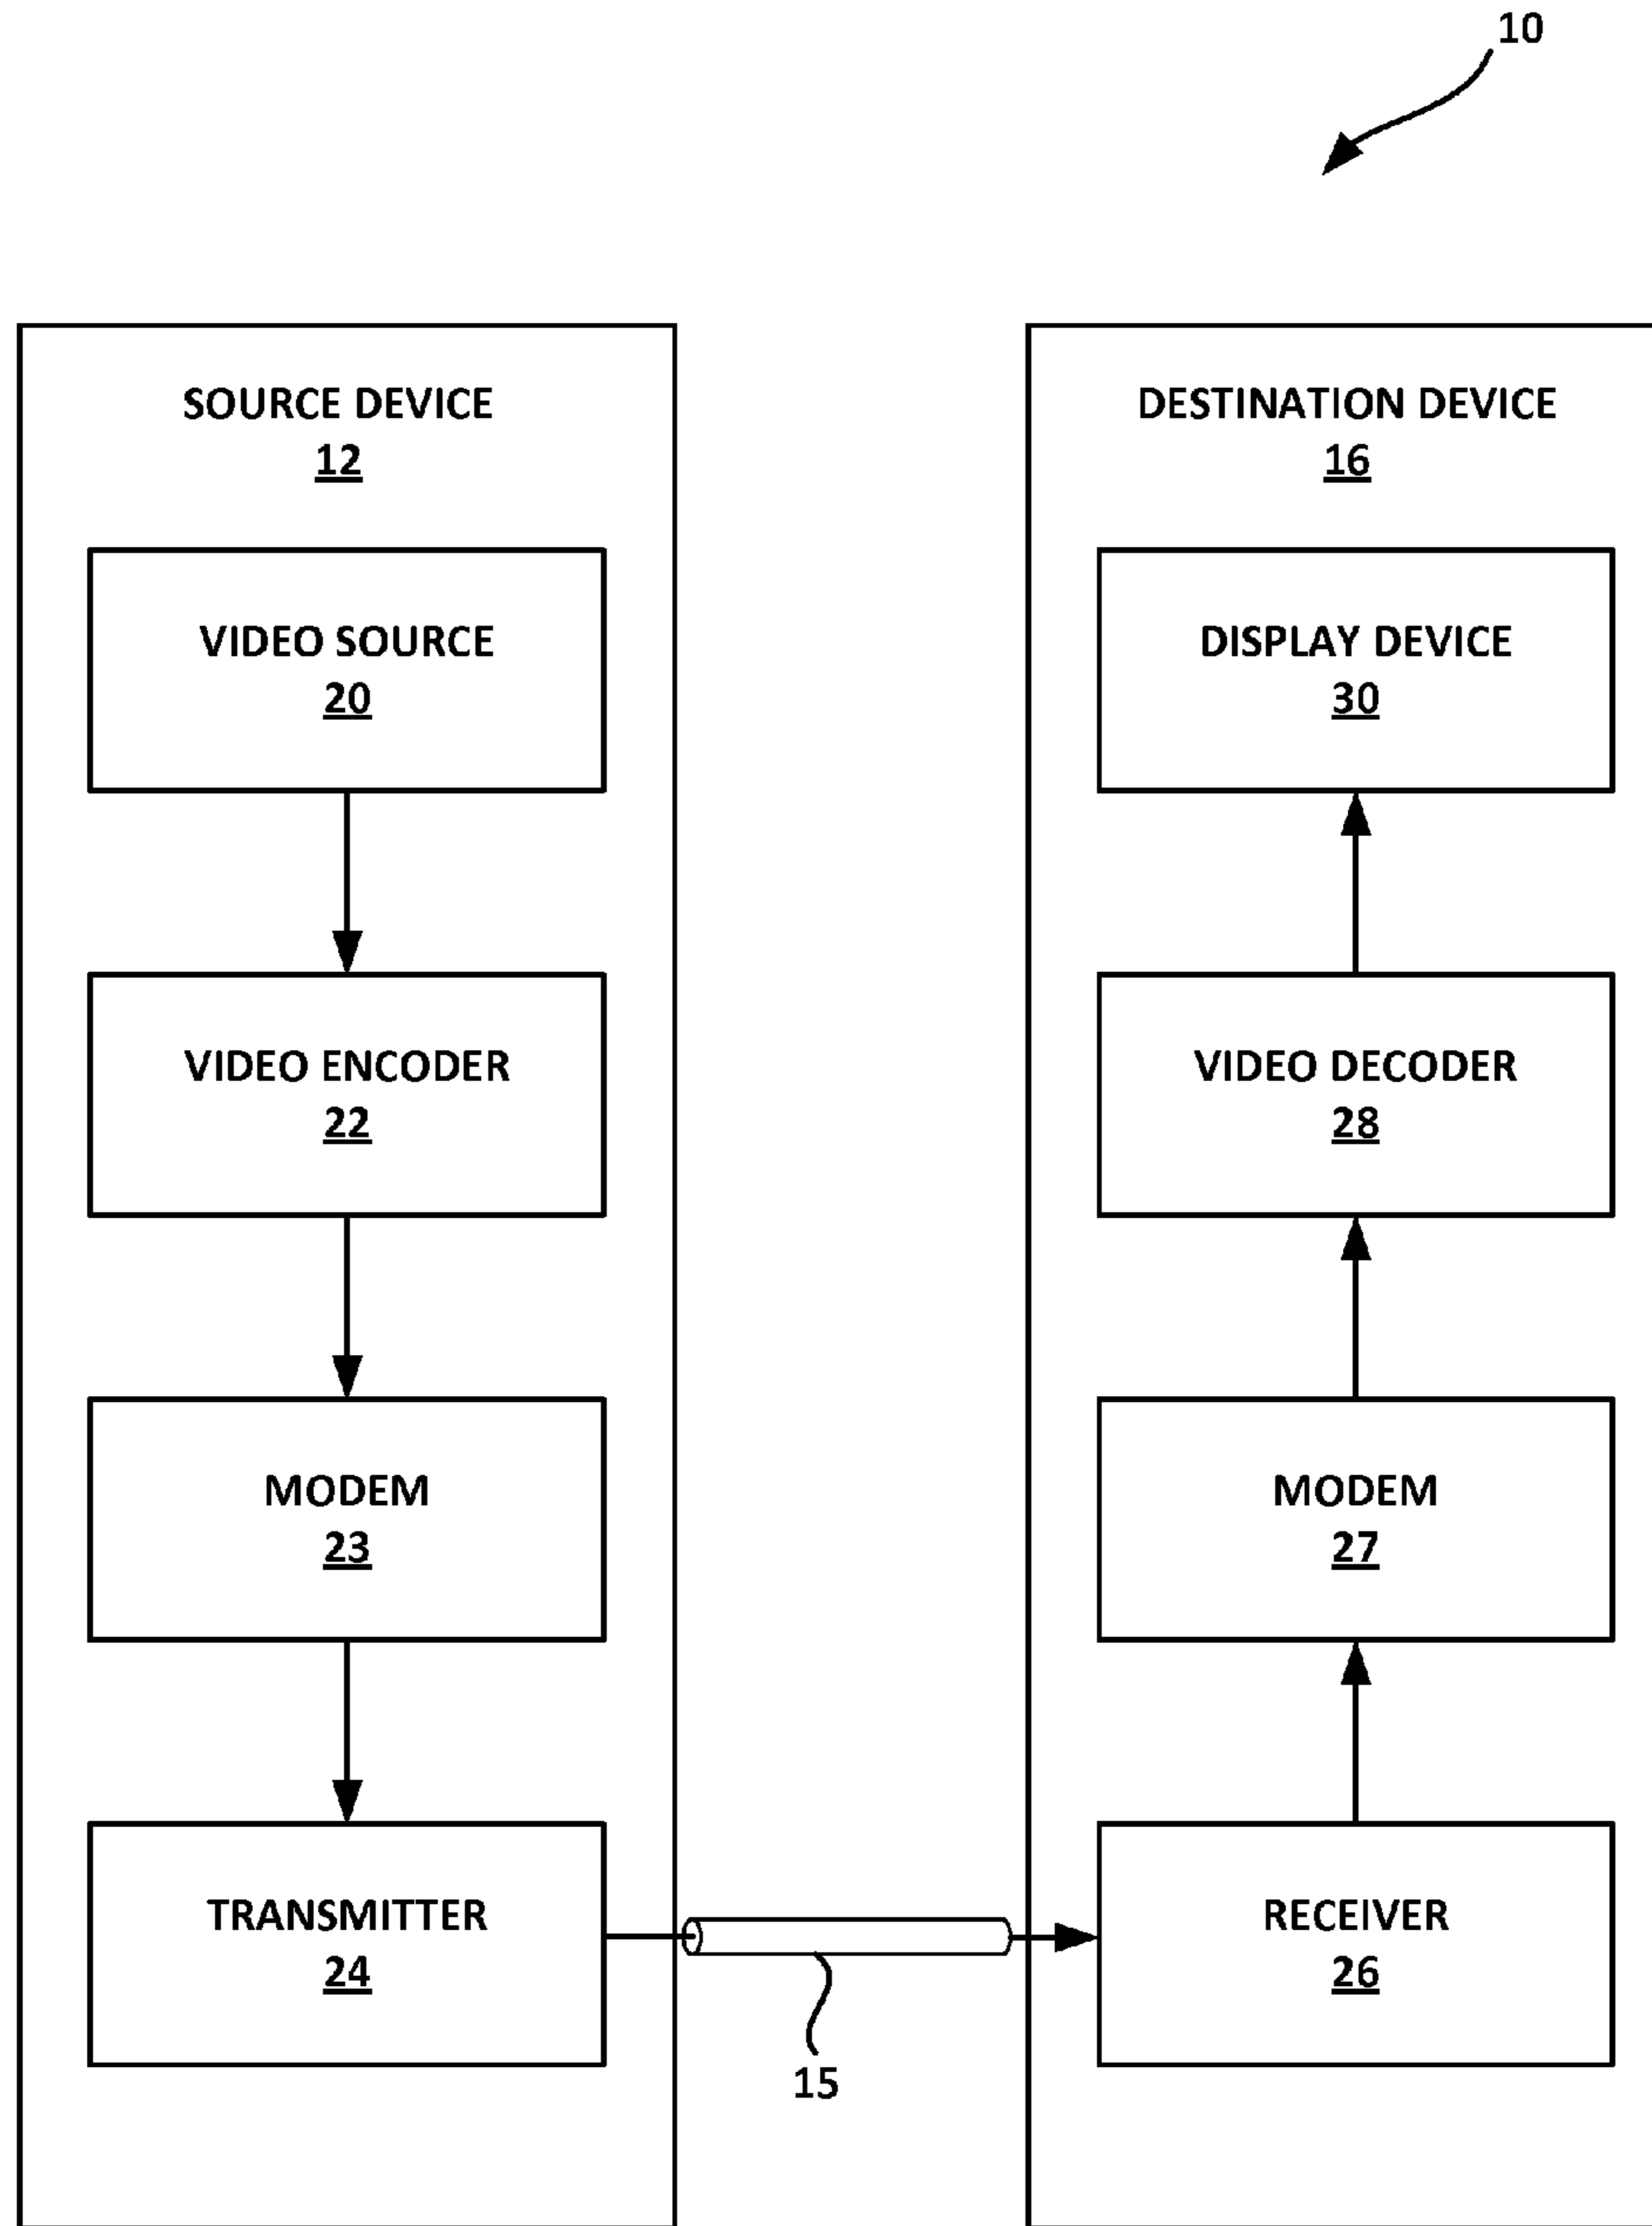 10
SOURCE DEVICE
12
VIDEO SOURCE
20
VIDEO ENCODER
22
MODEM
23
TRANSMITTER
24
15
DESTINATION DEVICE
16
DISPLAY DEVICE
30
VIDEO DECODER
28
MODEM
27
RECEIVER
26